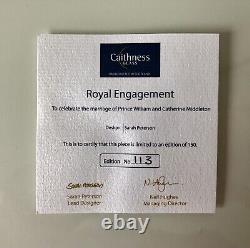 Caithness
GLASS
Royal Engagement
To celebrate the marriage of Prince William and Catherine Middleton
Design: Sarah Peterson
This is to certify that this piece is limited to an edition of 150.
Edition No 113
Sarah Peterson
Lead Designer
Neil Hughes
Managing Director